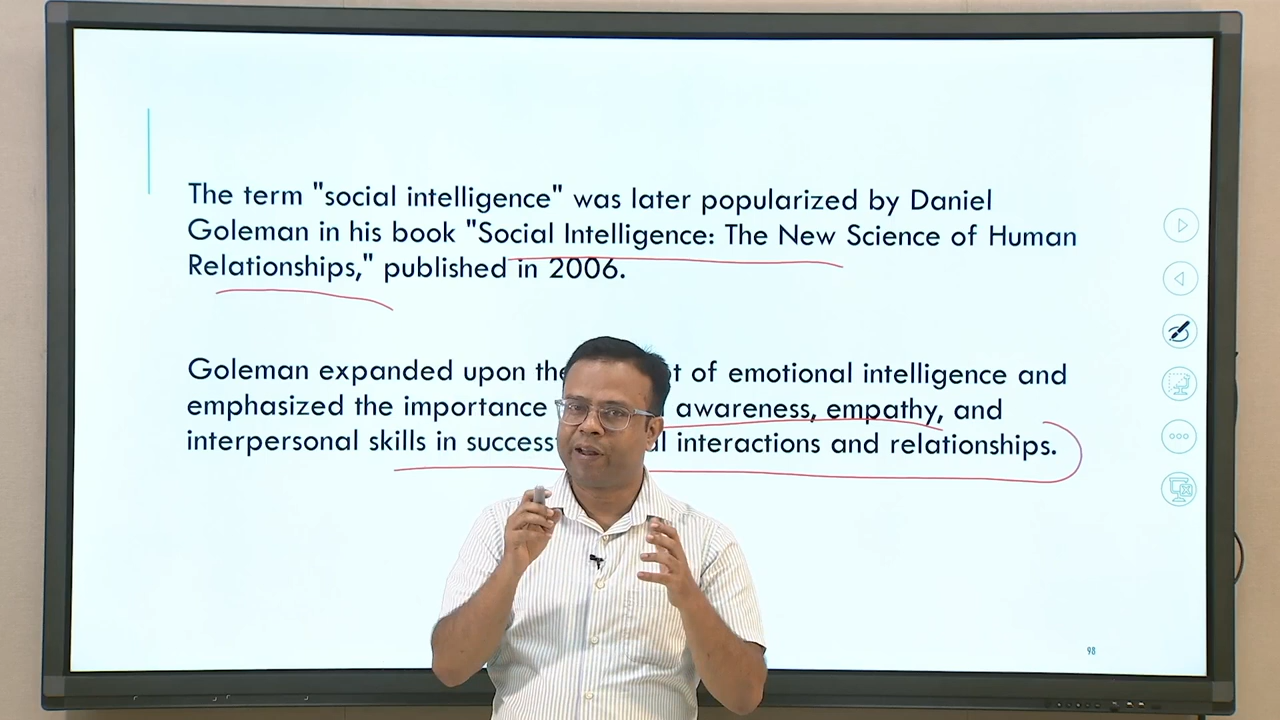 The term "social intelligence" was later popularized by Daniel
Goleman in his book "Social Intelligence: The New Science of Human
Relationships," published in 2006.
Goleman expanded upon the of emotional intelligence and
emphasized the importance awareness, empathy, and
interpersonal skills in interactions and relationships.
98